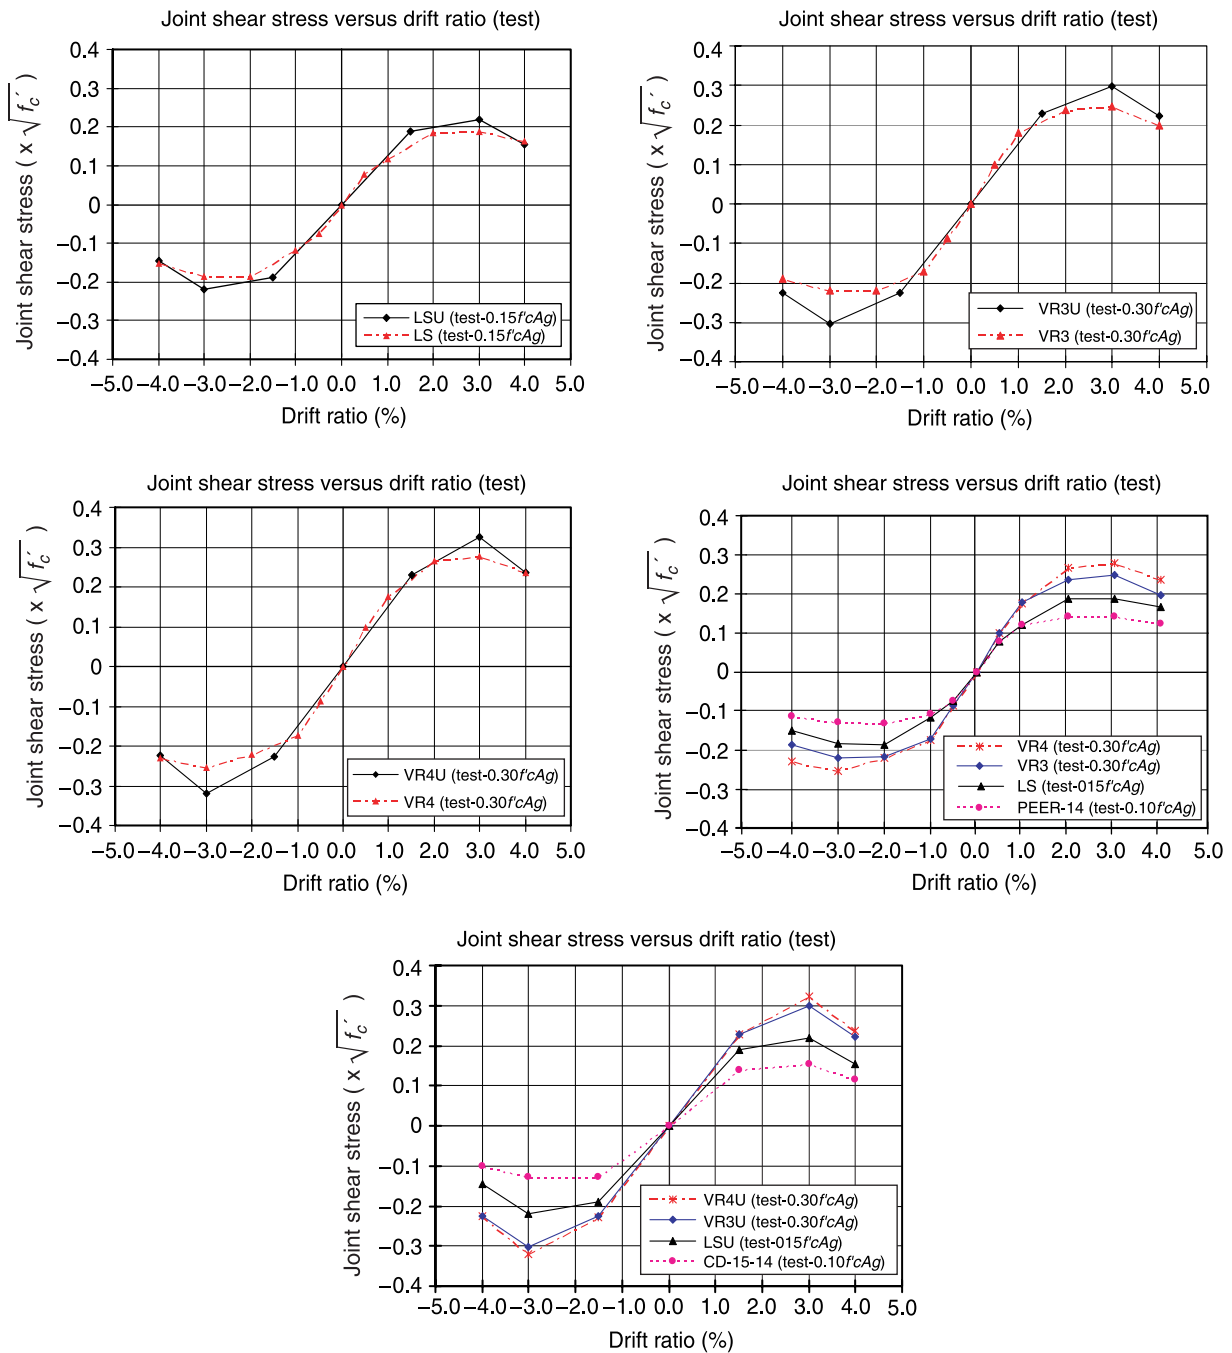 Joint shear stress versus drift ratio (test)
Joint shear stress ( x √fc′ )
0.4
0.3
0.2
0.1
0
−0.1
−0.2
−0.3
−0.4
LSU (test-0.15f'cAg)
LS (test-0.15f'cAg)
−5.0 −4.0 −3.0 −2.0 −1.0 0.0 1.0 2.0 3.0 4.0 5.0
Drift ratio (%)
Joint shear stress versus drift ratio (test)
Joint shear stress ( x √fc′ )
0.4
0.3
0.2
0.1
0
−0.1
−0.2
−0.3
−0.4
VR3U (test-0.30f'cAg)
VR3 (test-0.30f'cAg)
−5.0 −4.0 −3.0 −2.0 −1.0 0.0 1.0 2.0 3.0 4.0 5.0
Drift ratio (%)
Joint shear stress versus drift ratio (test)
Joint shear stress ( x √fc′ )
0.4
0.3
0.2
0.1
0
−0.1
−0.2
−0.3
−0.4
VR4U (test-0.30f'cAg)
VR4 (test-0.30f'cAg)
−5.0 −4.0 −3.0 −2.0 −1.0 0.0 1.0 2.0 3.0 4.0 5.0
Drift ratio (%)
Joint shear stress versus drift ratio (test)
Joint shear stress ( x √fc′ )
0.4
0.3
0.2
0.1
0
−0.1
−0.2
−0.3
−0.4
VR4 (test-0.30f'cAg)
VR3 (test-0.30f'cAg)
LS (test-015f'cAg)
PEER-14 (test-0.10f'cAg)
−5.0 −4.0 −3.0 −2.0 −1.0 0.0 1.0 2.0 3.0 4.0 5.0
Drift ratio (%)
Joint shear stress versus drift ratio (test)
Joint shear stress ( x √fc′ )
0.4
0.3
0.2
0.1
0
−0.1
−0.2
−0.3
−0.4
VR4U (test-0.30f'cAg)
VR3U (test-0.30f'cAg)
LSU (test-015f'cAg)
CD-15-14 (test-0.10f'cAg)
−5.0 −4.0 −3.0 −2.0 −1.0 0.0 1.0 2.0 3.0 4.0 5.0
Drift ratio (%)